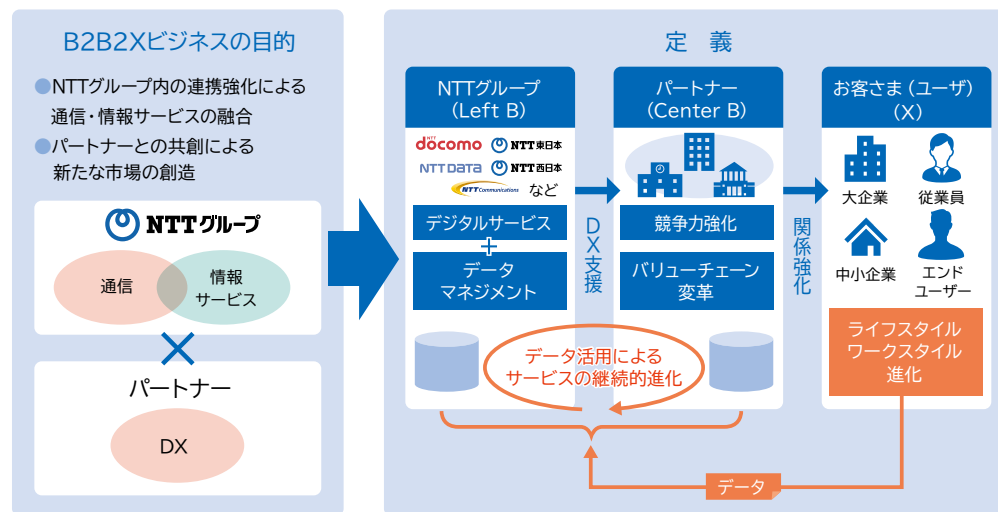 B2B2Xビジネスの目的
●NTTグループ内の連携強化による
通信・情報サービスの融合
●パートナーとの共創による
新たな市場の創造
NTTグループ
通信
情報
サービス
×
パートナー
DX
定 義
NTTグループ
(Left B)
NTT
docomo
NTT東日本
NTT DATA
NTT西日本
NTT Communications
など
デジタルサービス
+
データ
マネジメント
DX支援
パートナー
(Center B)
競争力強化
バリューチェーン
変革
関係強化
お客さま(ユーザ)
(X)
大企業
従業員
中小企業
エンド
ユーザー
ライフスタイル
ワークスタイル
進化
データ活用による
サービスの継続的進化
データ